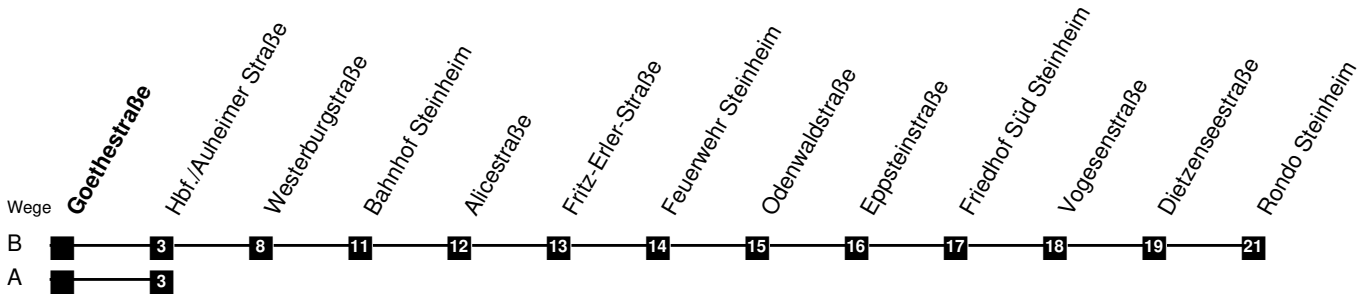 Goethestraße
Hbf./Auheimer Straße
Westerburgstraße
Bahnhof Steinheim
Alicestraße
Fritz-Erler-Straße
Feuerwehr Steinheim
Odenwaldstraße
Eppsteinstraße
Friedhof Süd Steinheim
Vogesenstraße
Dietzenseestraße
Rondo Steinheim
Wege
B 3 8 11 12 13 14 15 16 17 18 19 21
A 3